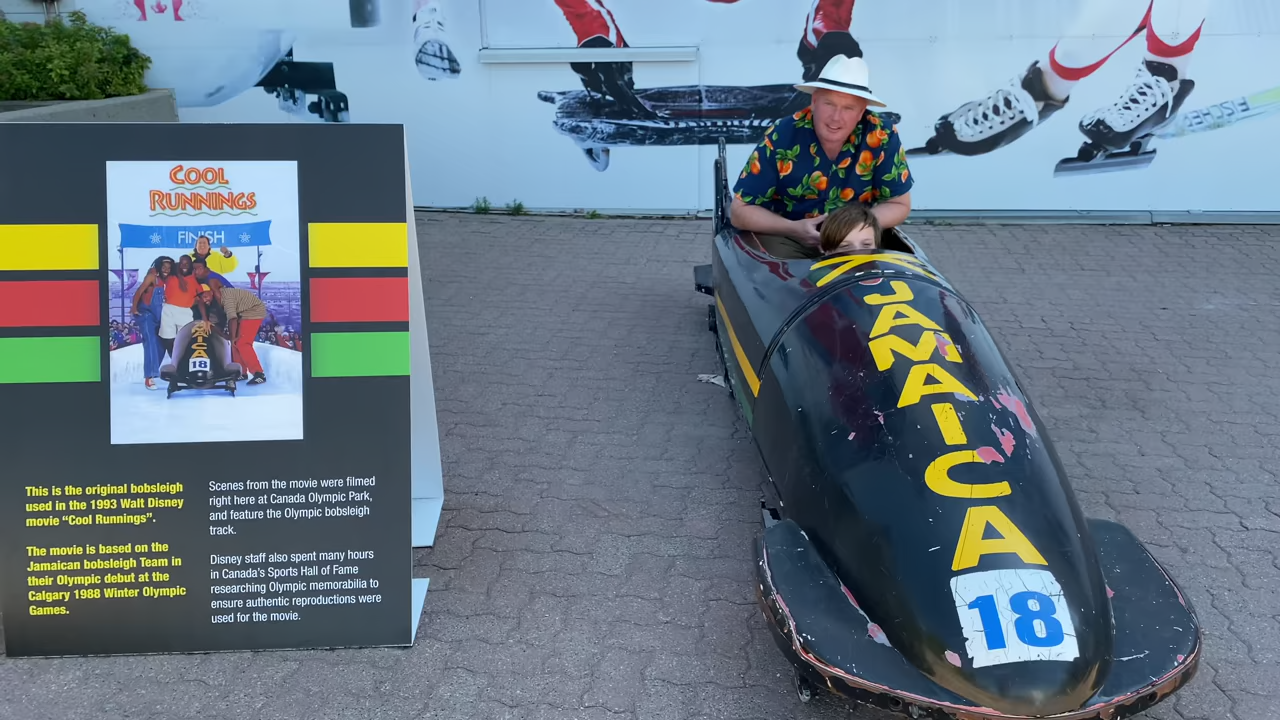 COOL
RUNNINGS
FINISH
JAMAICA
18
This is the original bobsleigh
used in the 1993 Walt Disney
movie “Cool Runnings”.
The movie is based on the
Jamaican bobsleigh Team in
their Olympic debut at the
Calgary 1988 Winter Olympic
Games.
Scenes from the movie were filmed
right here at Canada Olympic Park,
and feature the Olympic bobsleigh
track.
Disney staff also spent many hours
in Canada’s Sports Hall of Fame
researching Olympic memorabilia to
ensure authentic reproductions were
used for the movie.
JAMAICA
18
FISCHER